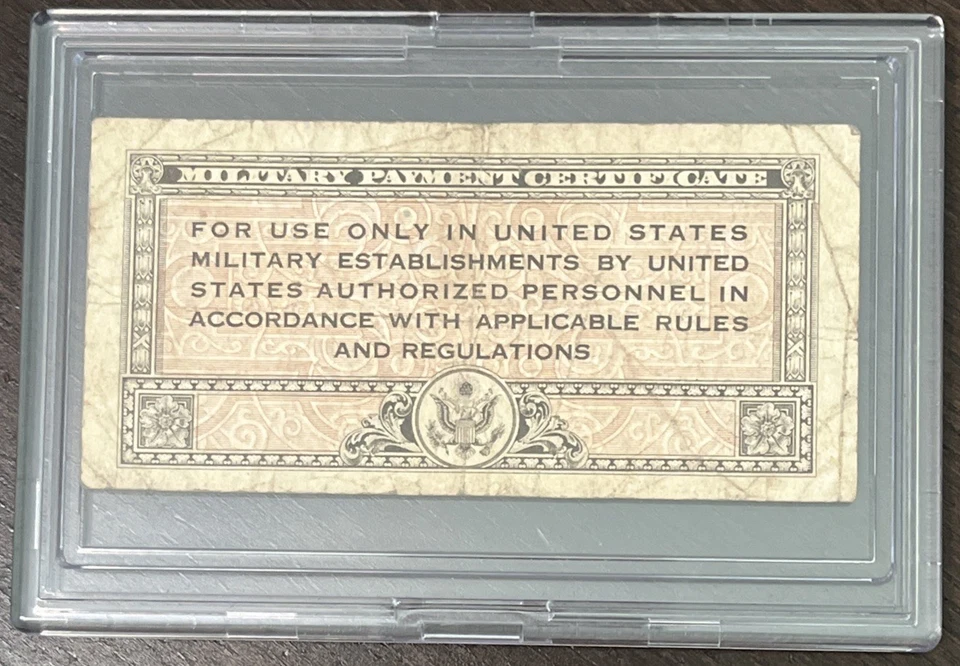 MILITARY PAYMENT CERTIFICATE
FOR USE ONLY IN UNITED STATES
MILITARY ESTABLISHMENTS BY UNITED
STATES AUTHORIZED PERSONNEL IN
ACCORDANCE WITH APPLICABLE RULES
AND REGULATIONS